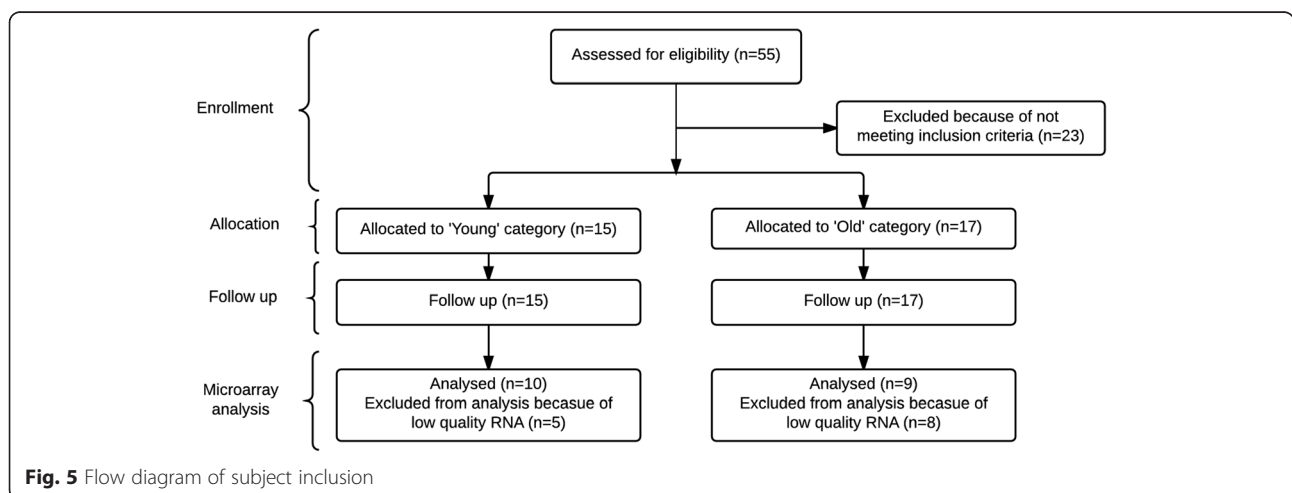 Assessed for eligibility (n=55)
Enrollment
Excluded because of not
meeting inclusion criteria (n=23)
Allocation
Allocated to 'Young' category (n=15)
Allocated to 'Old' category (n=17)
Follow up
Follow up (n=15)
Follow up (n=17)
Microarray
analysis
Analysed (n=10)
Excluded from analysis becasue of
low quality RNA (n=5)
Analysed (n=9)
Excluded from analysis becasue of
low quality RNA (n=8)
Fig. 5 Flow diagram of subject inclusion